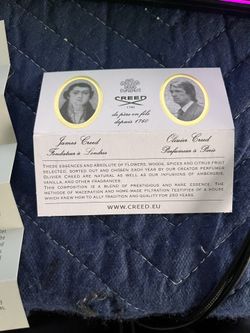 CREED
1760
de père en fils
depuis 1760
James Creed
Fondateur à Londres
Olivier Creed
Parfumeur à Paris
THESE ESSENCES AND ABSOLUTE OF FLOWERS, WOODS, SPICES AND CITRUS FRUIT
SELECTED, SORTED OUT AND CHOSEN EACH YEAR BY OUR CREATOR PERFUMER
OLIVIER CREED ARE NATURAL AS WELL AS OUR INFUSIONS OF AMBERGRIS,
VANILLA, AND OTHER FRAGRANCES.
THIS COMPOSITION IS A BLEND OF PRESTIGIOUS AND RARE ESSENCE. THE
METHODS OF MACERATION AND HOME MADE FILTRATION TESTIFIES OF A HOUSE
WHICH KNEW HOW TO ALLY TRADITION AND QUALITY FOR 250 YEARS.
WWW.CREED.EU